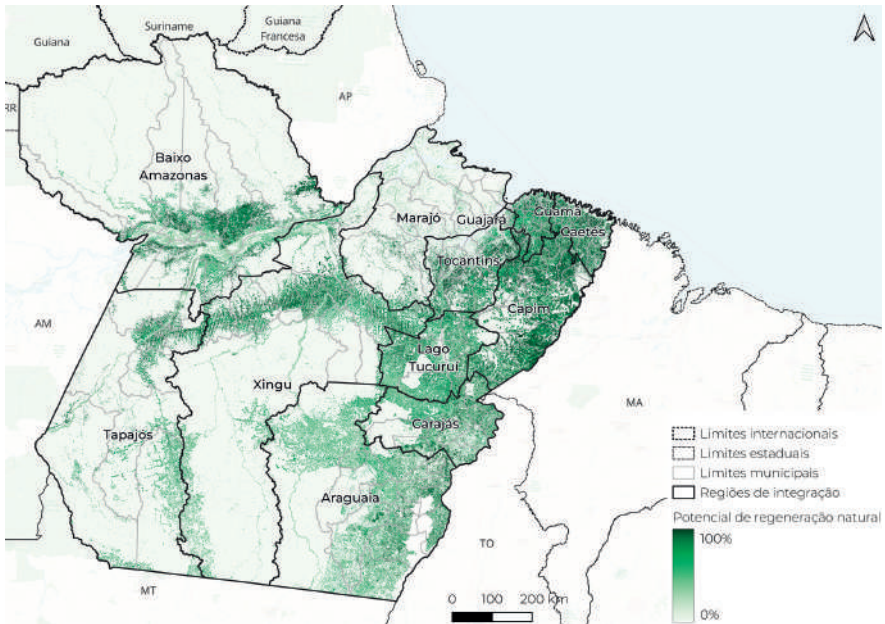 Suriname
Guiana
Francesa
Guiana
RR
AP
Baixo
Amazonas
Marajó
Guajará
Guamá
Caetés
Tocantins
Capim
AM
Lago
Tucuruí
Xingu
MA
Carajás
Tapajós
Araguaia
TO
MT
Limites internacionais
Limites estaduais
Limites municipais
Regiões de integração
Potencial de regeneração natural
100%
0%
0 100 200 km